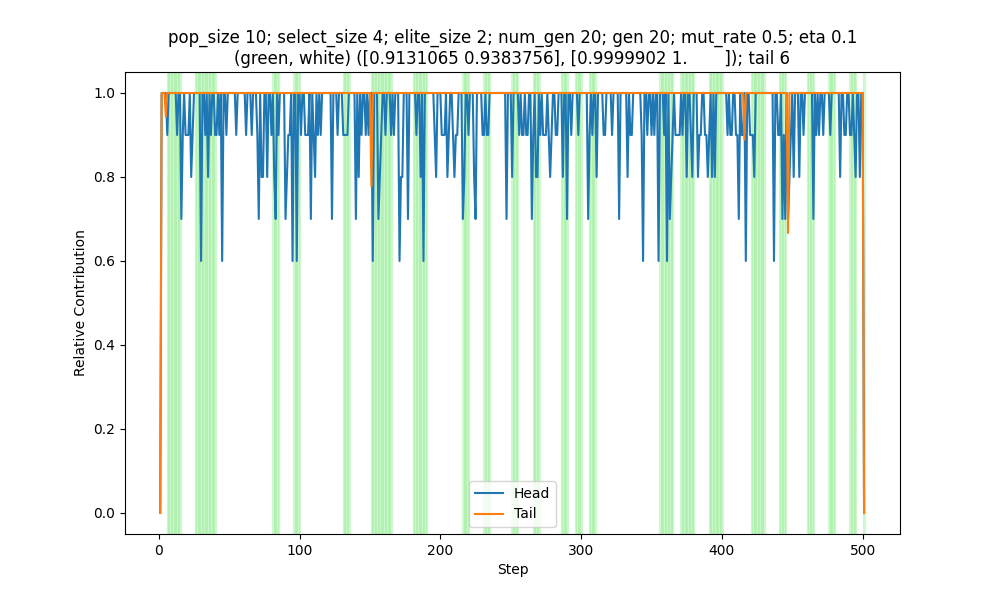 pop_size 10; select_size 4; elite_size 2; num_gen 20; gen 20; mut_rate 0.5; eta 0.1
(green, white) ([0.9131065 0.9383756], [0.9999902 1.       ]); tail 6
Relative Contribution
1.0
0.8
0.6
0.4
0.2
0.0
Head
Tail
0
100
200
300
400
500
Step